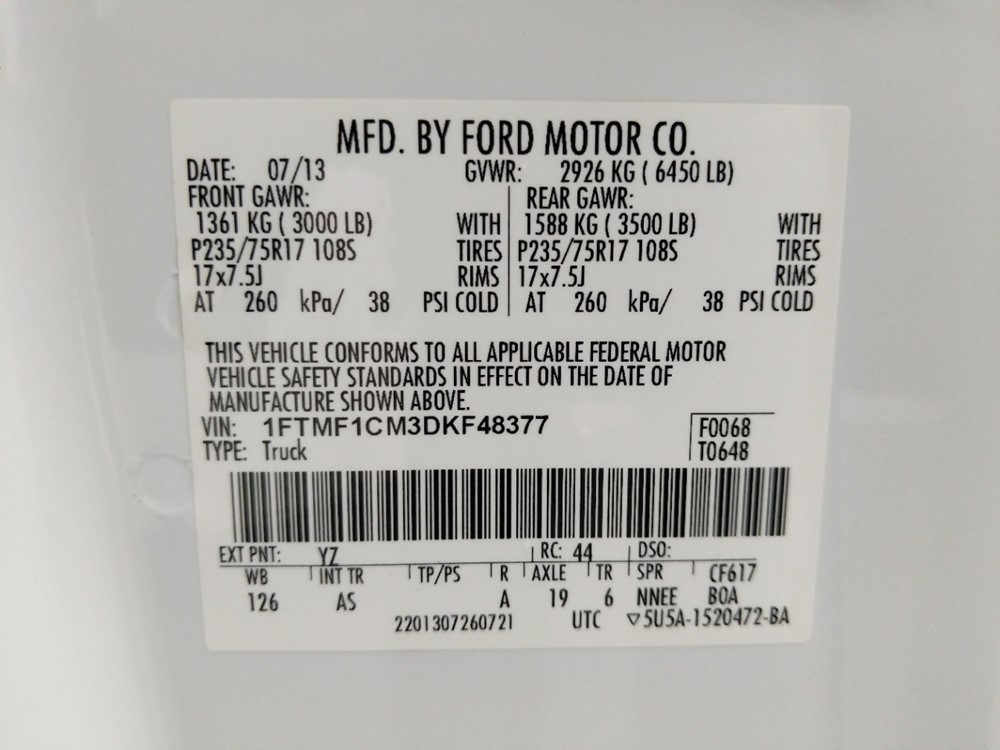 MFD. BY FORD MOTOR CO.
DATE: 07/13 GVWR: 2926 KG ( 6450 LB)
FRONT GAWR: REAR GAWR:
1361 KG ( 3000 LB) WITH 1588 KG ( 3500 LB) WITH
P235/75R17 108S TIRES P235/75R17 108S TIRES
17x7.5J RIMS 17x7.5J RIMS
AT 260 kPa/ 38 PSI COLD AT 260 kPa/ 38 PSI COLD
THIS VEHICLE CONFORMS TO ALL APPLICABLE FEDERAL MOTOR
VEHICLE SAFETY STANDARDS IN EFFECT ON THE DATE OF
MANUFACTURE SHOWN ABOVE.
VIN: 1FTMF1CM3DKF48377 F0068
TYPE: Truck T0648
EXT PNT: YZ RC: 44 DSO:
WB INT TR TP/PS R AXLE TR SPR CF617
126 AS A 19 6 NNEE BOA
2201307260721 UTC ▽5U5A-1520472-BA